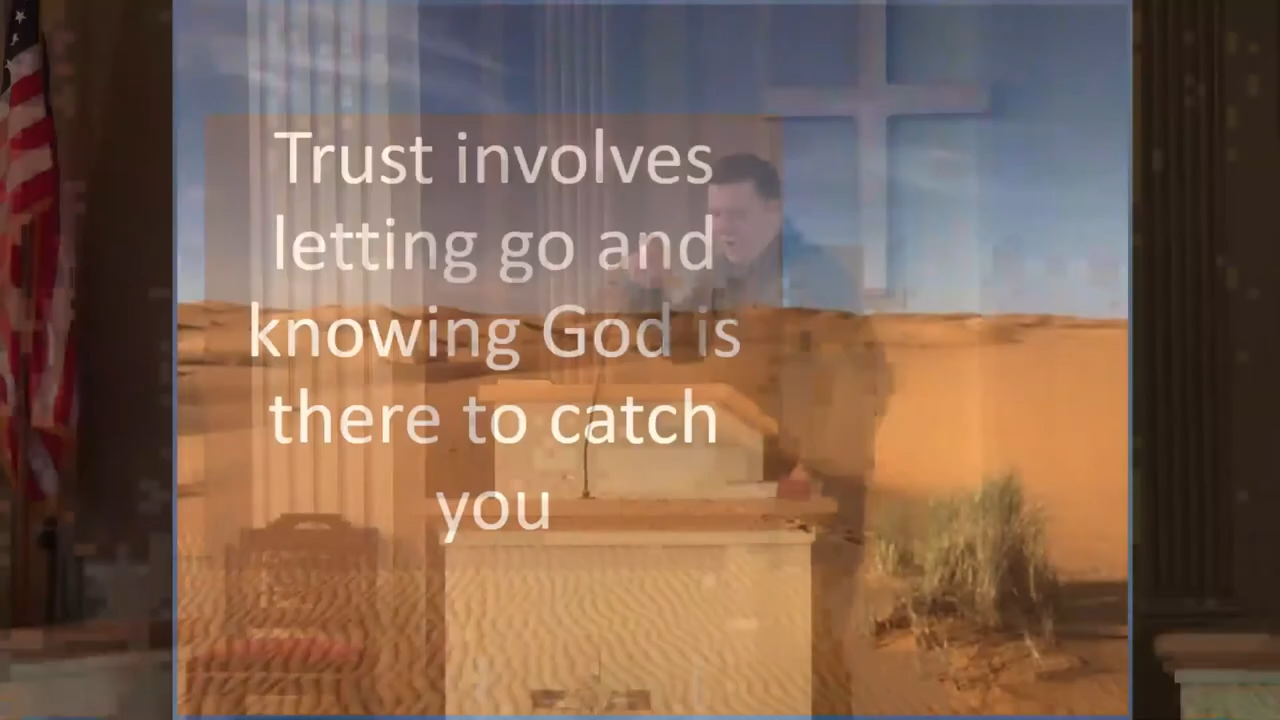 Trust involves
letting go and
knowing God is
there to catch
you